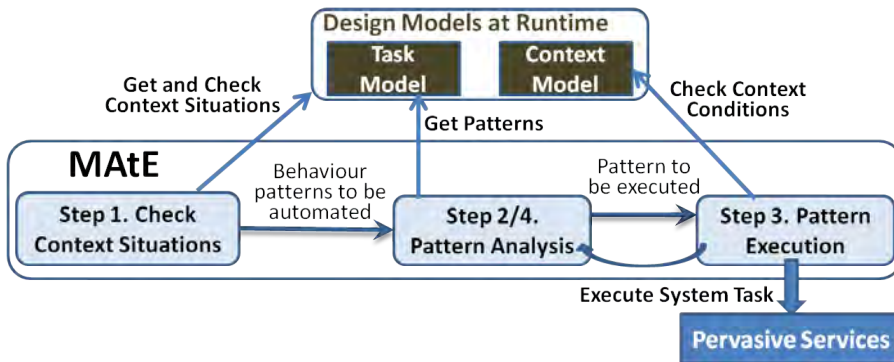 Design Models at Runtime
Task
Model
Context
Model
Get and Check
Context Situations
Get Patterns
Check Context
Conditions
MAtE
Behaviour
patterns to be
automated
Pattern to
be executed
Step 1. Check
Context Situations
Step 2/4.
Pattern Analysis
Step 3. Pattern
Execution
Execute System Task
Pervasive Services